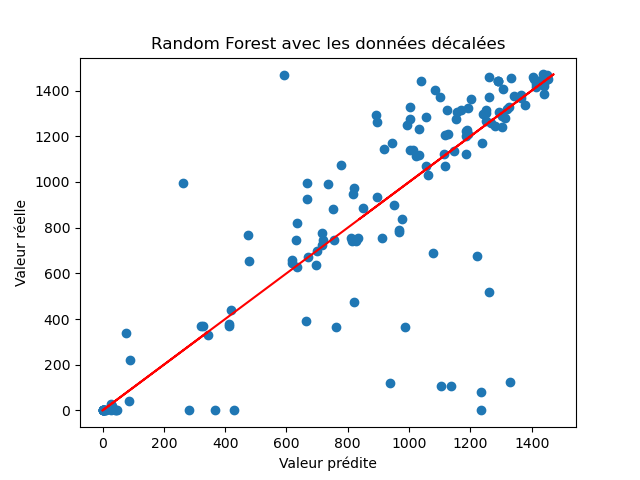 Random Forest avec les données décalées
1400
1200
1000
800
600
400
200
0
Valeur réelle
0 200 400 600 800 1000 1200 1400
Valeur prédite